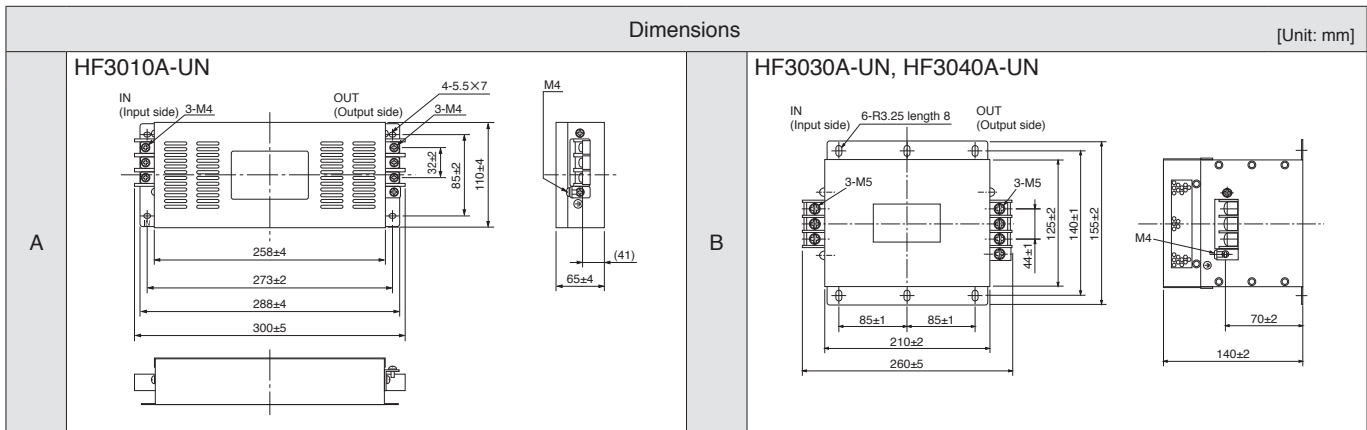 Dimensions
[Unit: mm]
A
HF3010A-UN
IN
(Input side)
3-M4
OUT
(Output side)
4-5.5×7
3-M4
32±2
85±2
110±4
258±4
273±2
288±4
300±5
M4
(41)
65±4
B
HF3030A-UN, HF3040A-UN
IN
(Input side)
6-R3.25 length 8
OUT
(Output side)
3-M5
3-M5
44±1
125±2
140±1
155±2
85±1
85±1
210±2
260±5
M4
70±2
140±2